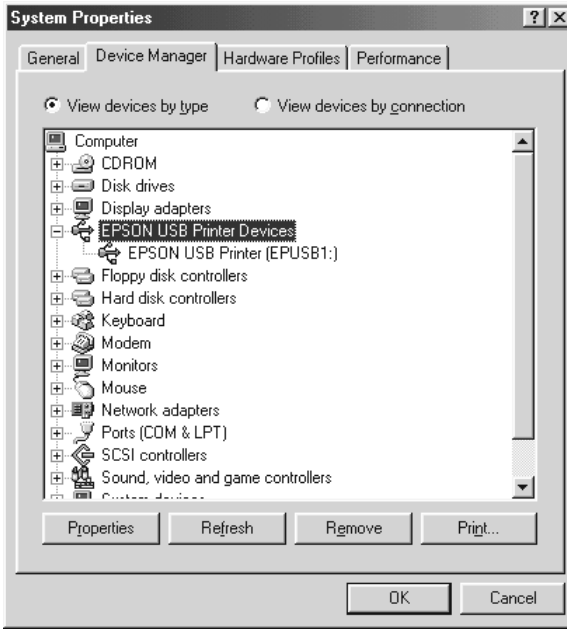 System Properties
General Device Manager Hardware Profiles Performance
View devices by type View devices by connection
Computer
CDROM
Disk drives
Display adapters
EPSON USB Printer Devices
EPSON USB Printer (EPUSB1:)
Floppy disk controllers
Hard disk controllers
Keyboard
Modem
Monitors
Mouse
Network adapters
Ports (COM & LPT)
SCSI controllers
Sound, video and game controllers
System devices
Properties Refresh Remove Print...
OK Cancel